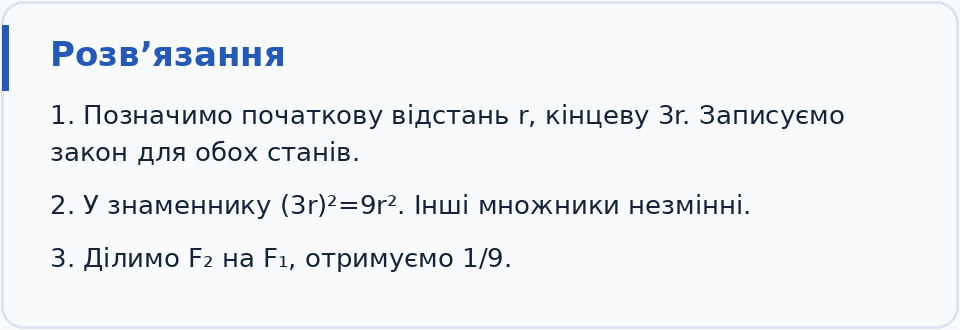 Розв’язання
1. Позначимо початкову відстань r, кінцеву 3r. Записуємо
закон для обох станів.
2. У знаменнику (3r)²=9r². Інші множники незмінні.
3. Ділимо F₂ на F₁, отримуємо 1/9.